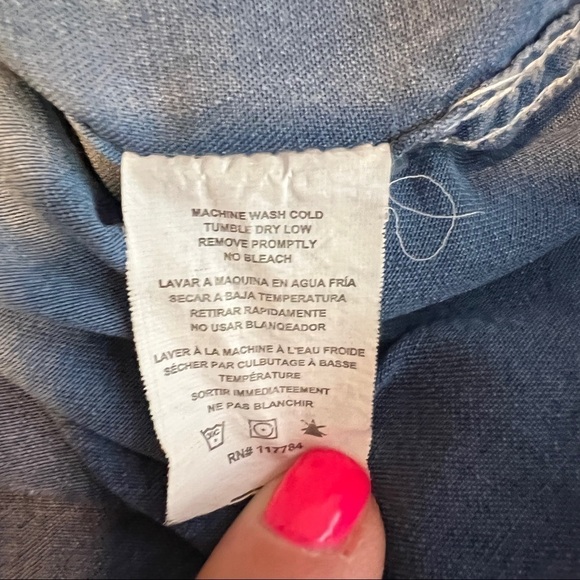 MACHINE WASH COLD
TUMBLE DRY LOW
REMOVE PROMPTLY
NO BLEACH
LAVAR A MAQUINA EN AGUA FRÍA
SECAR A BAJA TEMPERATURA
RETIRAR RAPIDAMENTE
NO USAR BLANQEADOR
LAVER À LA MACHINE À L'EAU FROIDE
SÉCHER PAR CULBUTAGE À BASSE
TEMPÉRATURE
SORTIR IMMEDIATEEMENT
NE PAS BLANCHIR
30C
RN# 117784